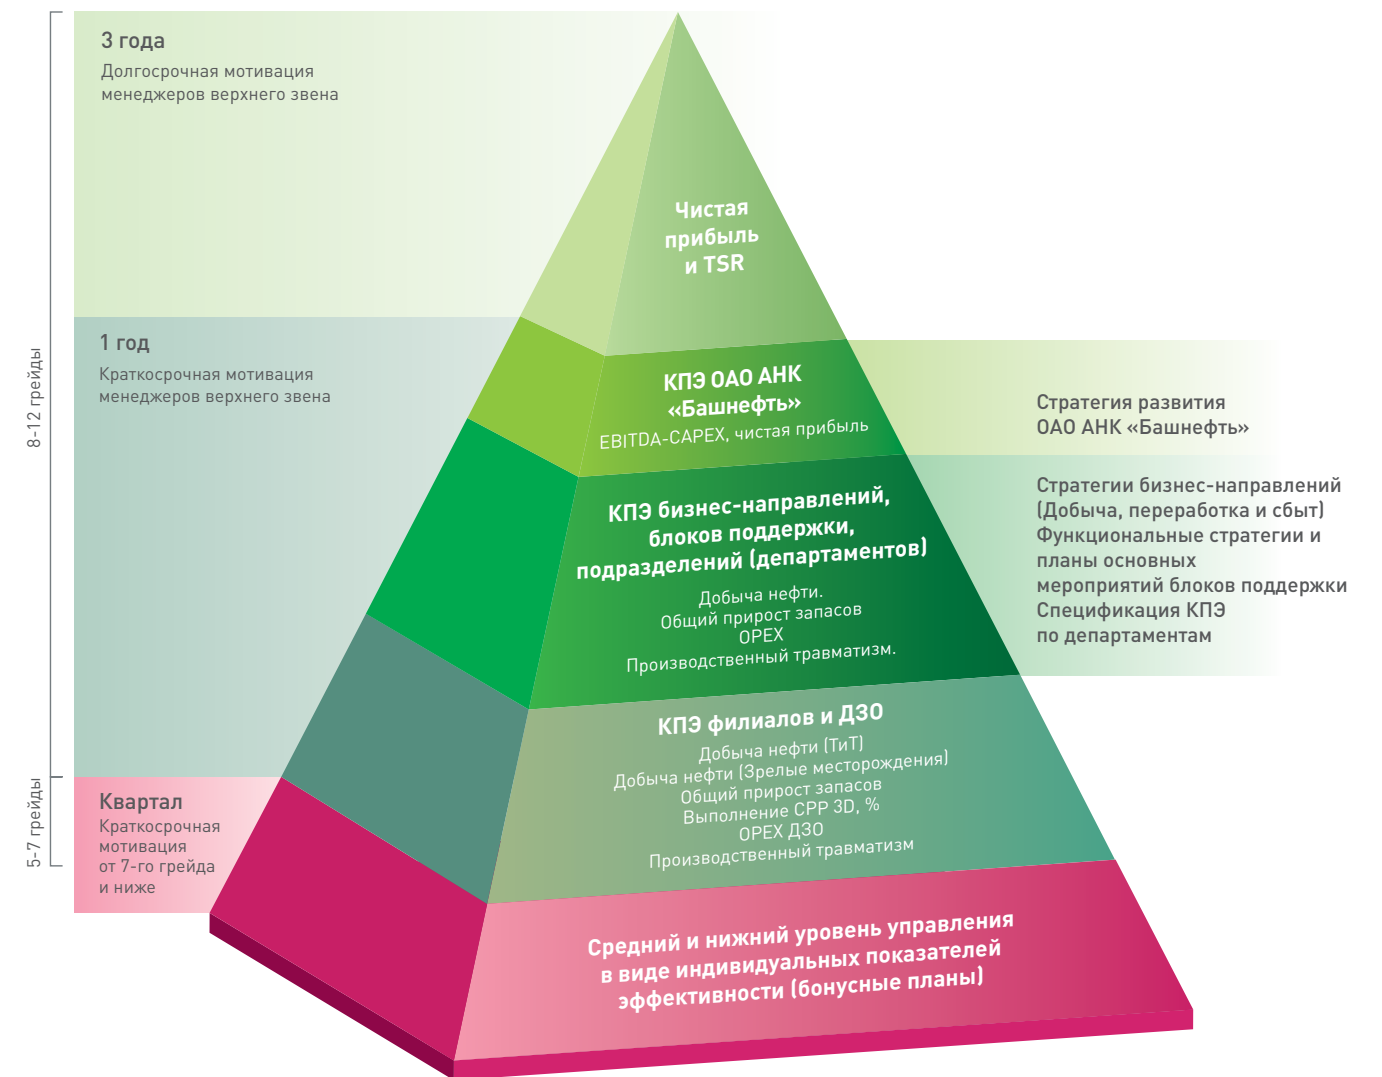 3 года
Долгосрочная мотивация
менеджеров верхнего звена
8-12 грейды
1 год
Краткосрочная мотивация
менеджеров верхнего звена
5-7 грейды
Квартал
Краткосрочная
мотивация
от 7-го грейда
и ниже
Чистая
прибыль
и TSR
КПЭ ОАО АНК
«Башнефть»
EBITDA-CAPEX, чистая прибыль
КПЭ бизнес-направлений,
блоков поддержки,
подразделений (департаментов)
Добыча нефти.
Общий прирост запасов
OPEX
Производственный травматизм.
КПЭ филиалов и ДЗО
Добыча нефти (ТиТ)
Добыча нефти (Зрелые месторождения)
Общий прирост запасов
Выполнение СРР 3D, %
OPEX ДЗО
Производственный травматизм
Средний и нижний уровень управления
в виде индивидуальных показателей
эффективности (бонусные планы)
Стратегия развития
ОАО АНК «Башнефть»
Стратегии бизнес-направлений
(Добыча, переработка и сбыт)
Функциональные стратегии и
планы основных
мероприятий блоков поддержки
Спецификация КПЭ
по департаментам